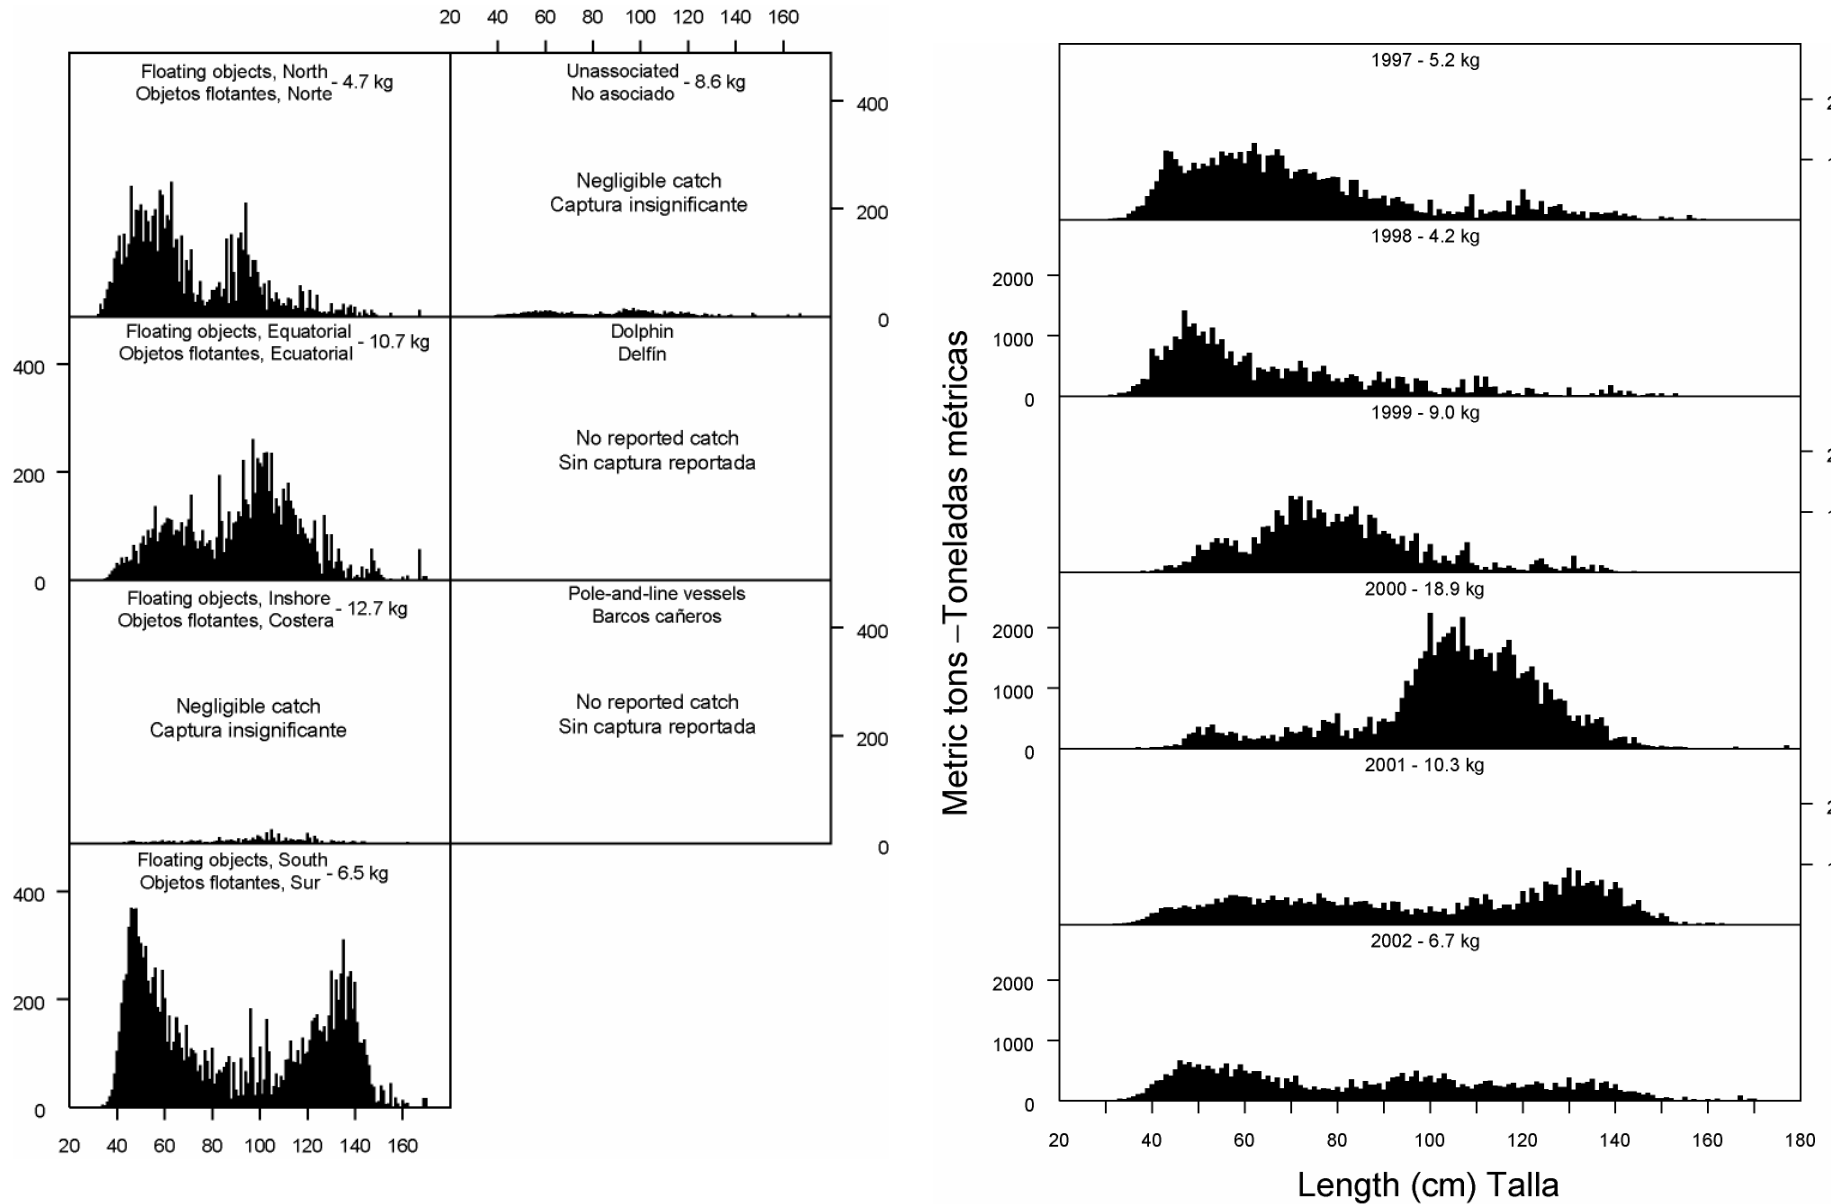 20 40 60 80 100 120 140 160
Floating objects, North
Objetos flotantes, Norte
- 4.7 kg
Unassociated
No asociado
- 8.6 kg
Negligible catch
Captura insignificante
400
200
0
Floating objects, Equatorial
Objetos flotantes, Ecuatorial
- 10.7 kg
400
200
0
Dolphin
Delfín
No reported catch
Sin captura reportada
Floating objects, Inshore
Objetos flotantes, Costera
- 12.7 kg
Negligible catch
Captura insignificante
Pole-and-line vessels
Barcos cañeros
No reported catch
Sin captura reportada
400
200
0
Floating objects, South
Objetos flotantes, Sur
- 6.5 kg
400
200
0
20 40 60 80 100 120 140 160
Metric tons –Toneladas métricas
1997 - 5.2 kg
1998 - 4.2 kg
2000
1000
0
1999 - 9.0 kg
2000 - 18.9 kg
2000
1000
0
2001 - 10.3 kg
2002 - 6.7 kg
2000
1000
0
20 40 60 80 100 120 140 160 180
Length (cm) Talla